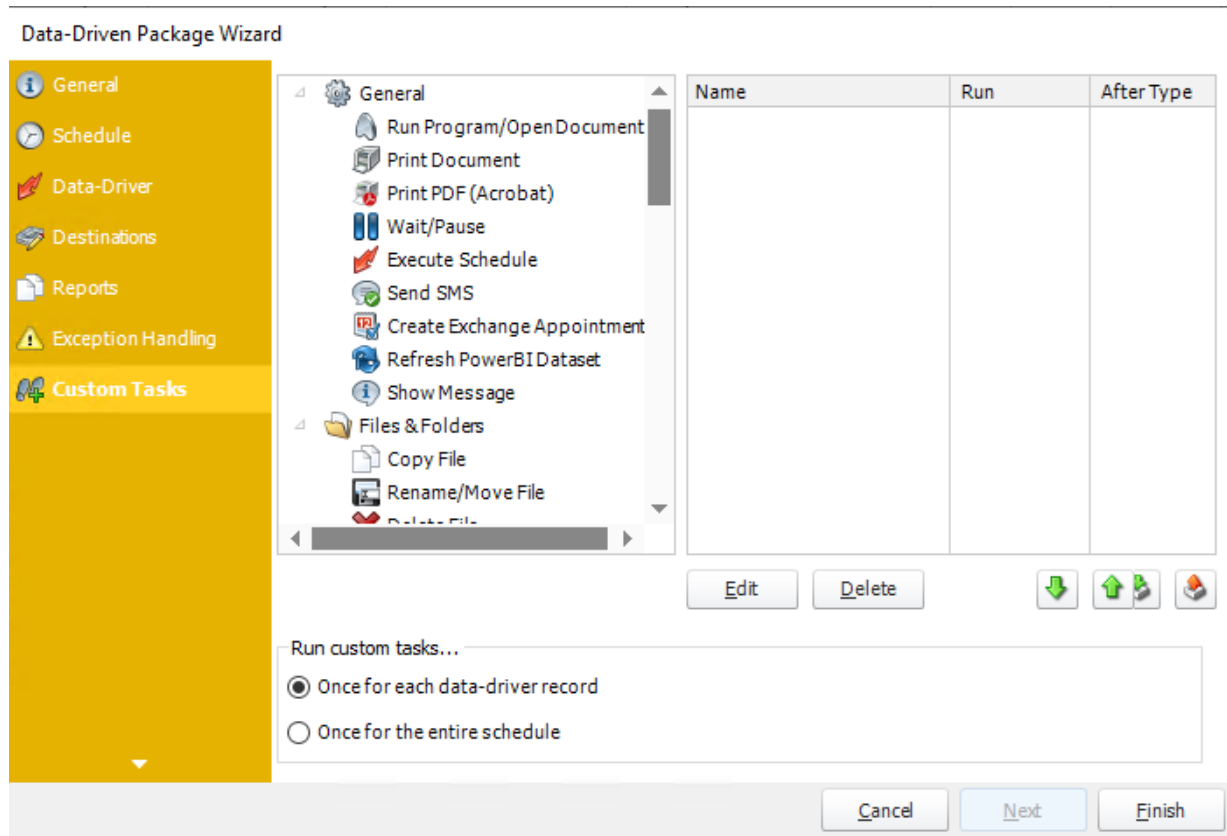 Data-Driven Package Wizard
General
Schedule
Data-Driver
Destinations
Reports
Exception Handling
Custom Tasks
General
Run Program/Open Document
Print Document
Print PDF (Acrobat)
Wait/Pause
Execute Schedule
Send SMS
Create Exchange Appointment
Refresh PowerBI Dataset
Show Message
Files & Folders
Copy File
Rename/Move File
Delete File
Name Run After Type
Edit Delete
Run custom tasks...
Once for each data-driver record
Once for the entire schedule
Cancel Next Finish